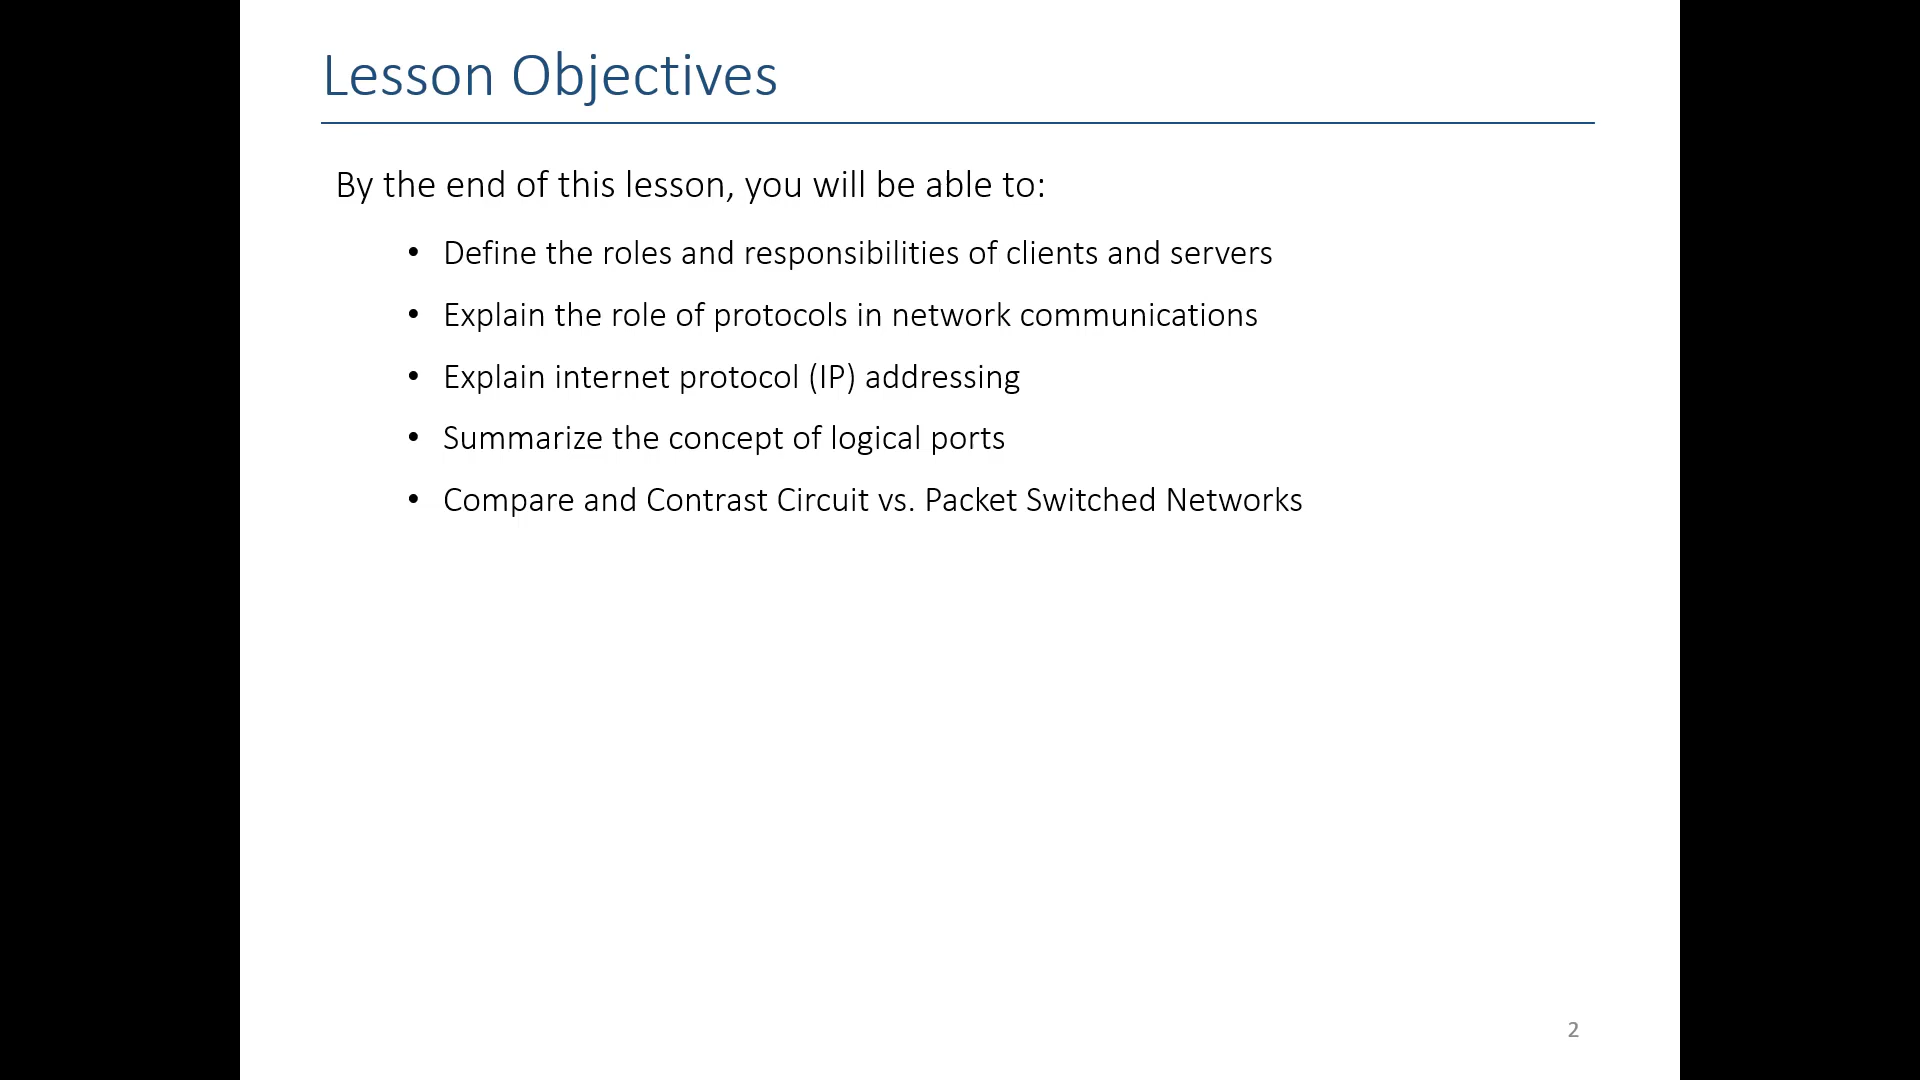 Lesson Objectives
By the end of this lesson, you will be able to:
• Define the roles and responsibilities of clients and servers
• Explain the role of protocols in network communications
• Explain internet protocol (IP) addressing
• Summarize the concept of logical ports
• Compare and Contrast Circuit vs. Packet Switched Networks
2